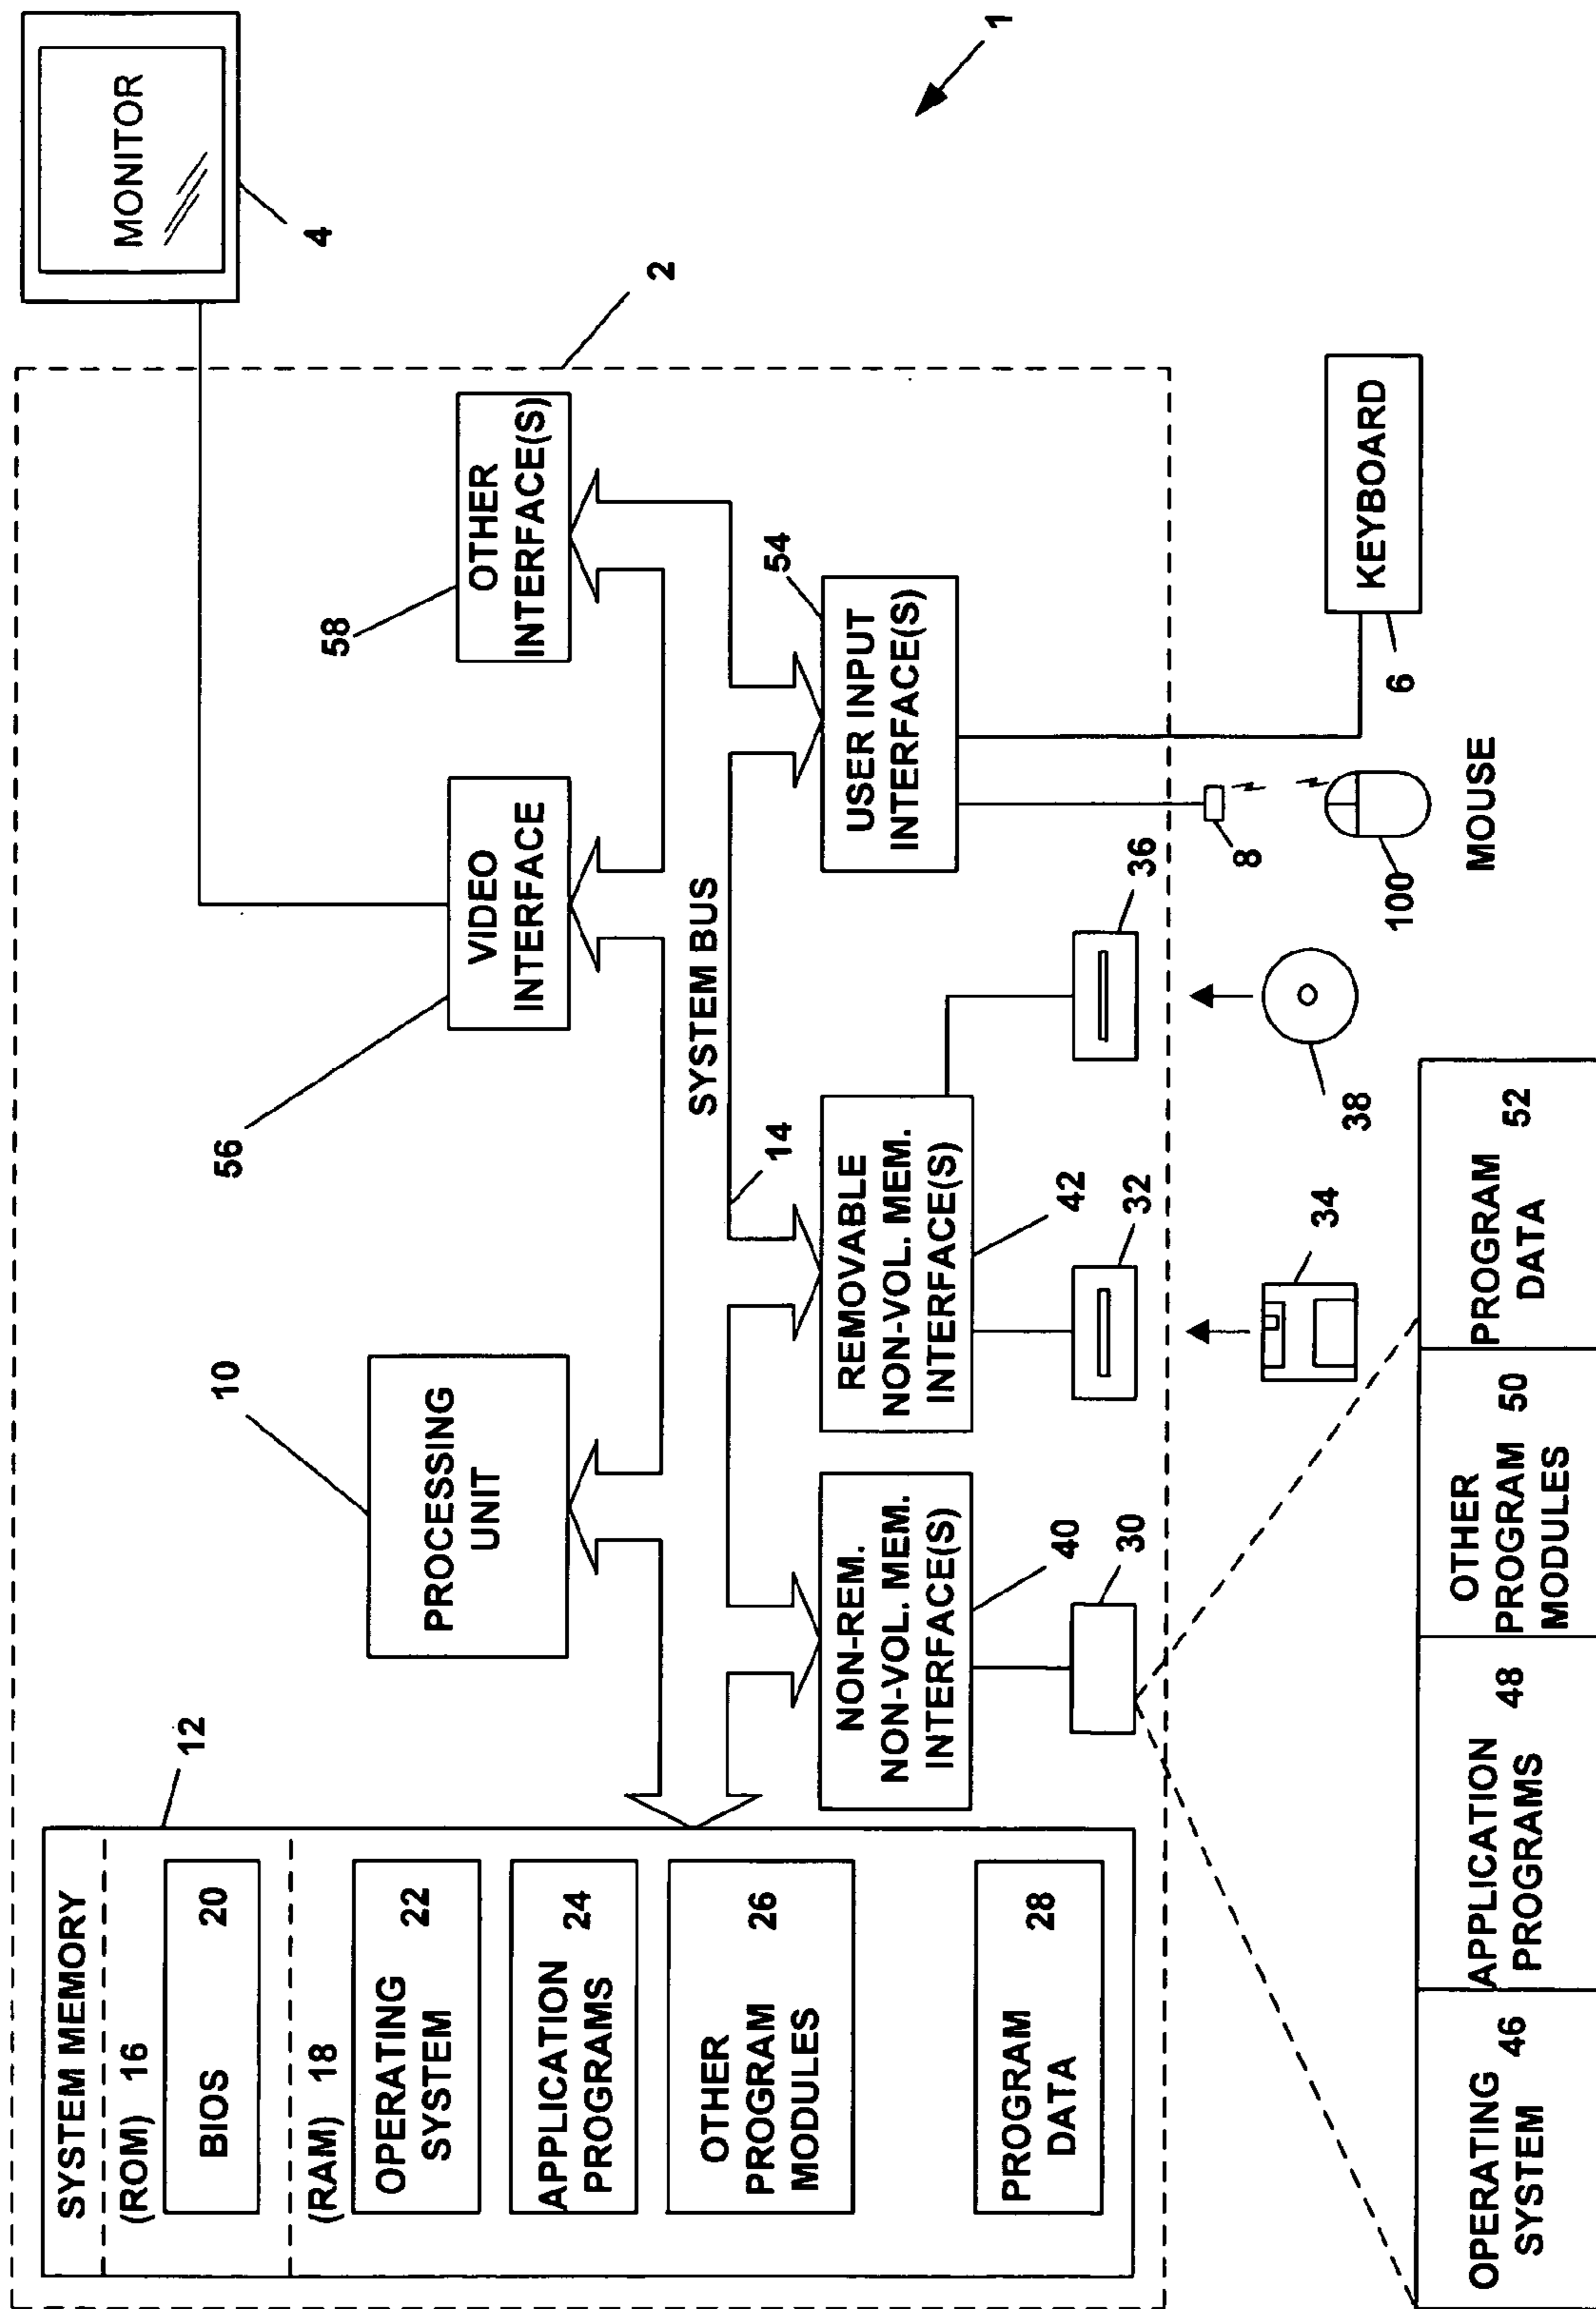 SYSTEM MEMORY
(ROM) 16
BIOS 20
(RAM) 18
OPERATING
SYSTEM
22
APPLICATION
PROGRAMS
24
OTHER
PROGRAM
MODULES
26
PROGRAM
DATA
28
12
10
PROCESSING
UNIT
56
VIDEO
INTERFACE
58
OTHER
INTERFACE(S)
MONITOR
4
2
1
SYSTEM BUS
14
NON-REM.
NON-VOL. MEM.
INTERFACE(S)
40
30
REMOVABLE
NON-VOL. MEM.
INTERFACE(S)
42
32
36
34
38
54
USER INPUT
INTERFACE(S)
8
100
MOUSE
6
KEYBOARD
OPERATING
SYSTEM
46
APPLICATION
PROGRAMS
48
OTHER
PROGRAM
MODULES
50
PROGRAM
DATA
52